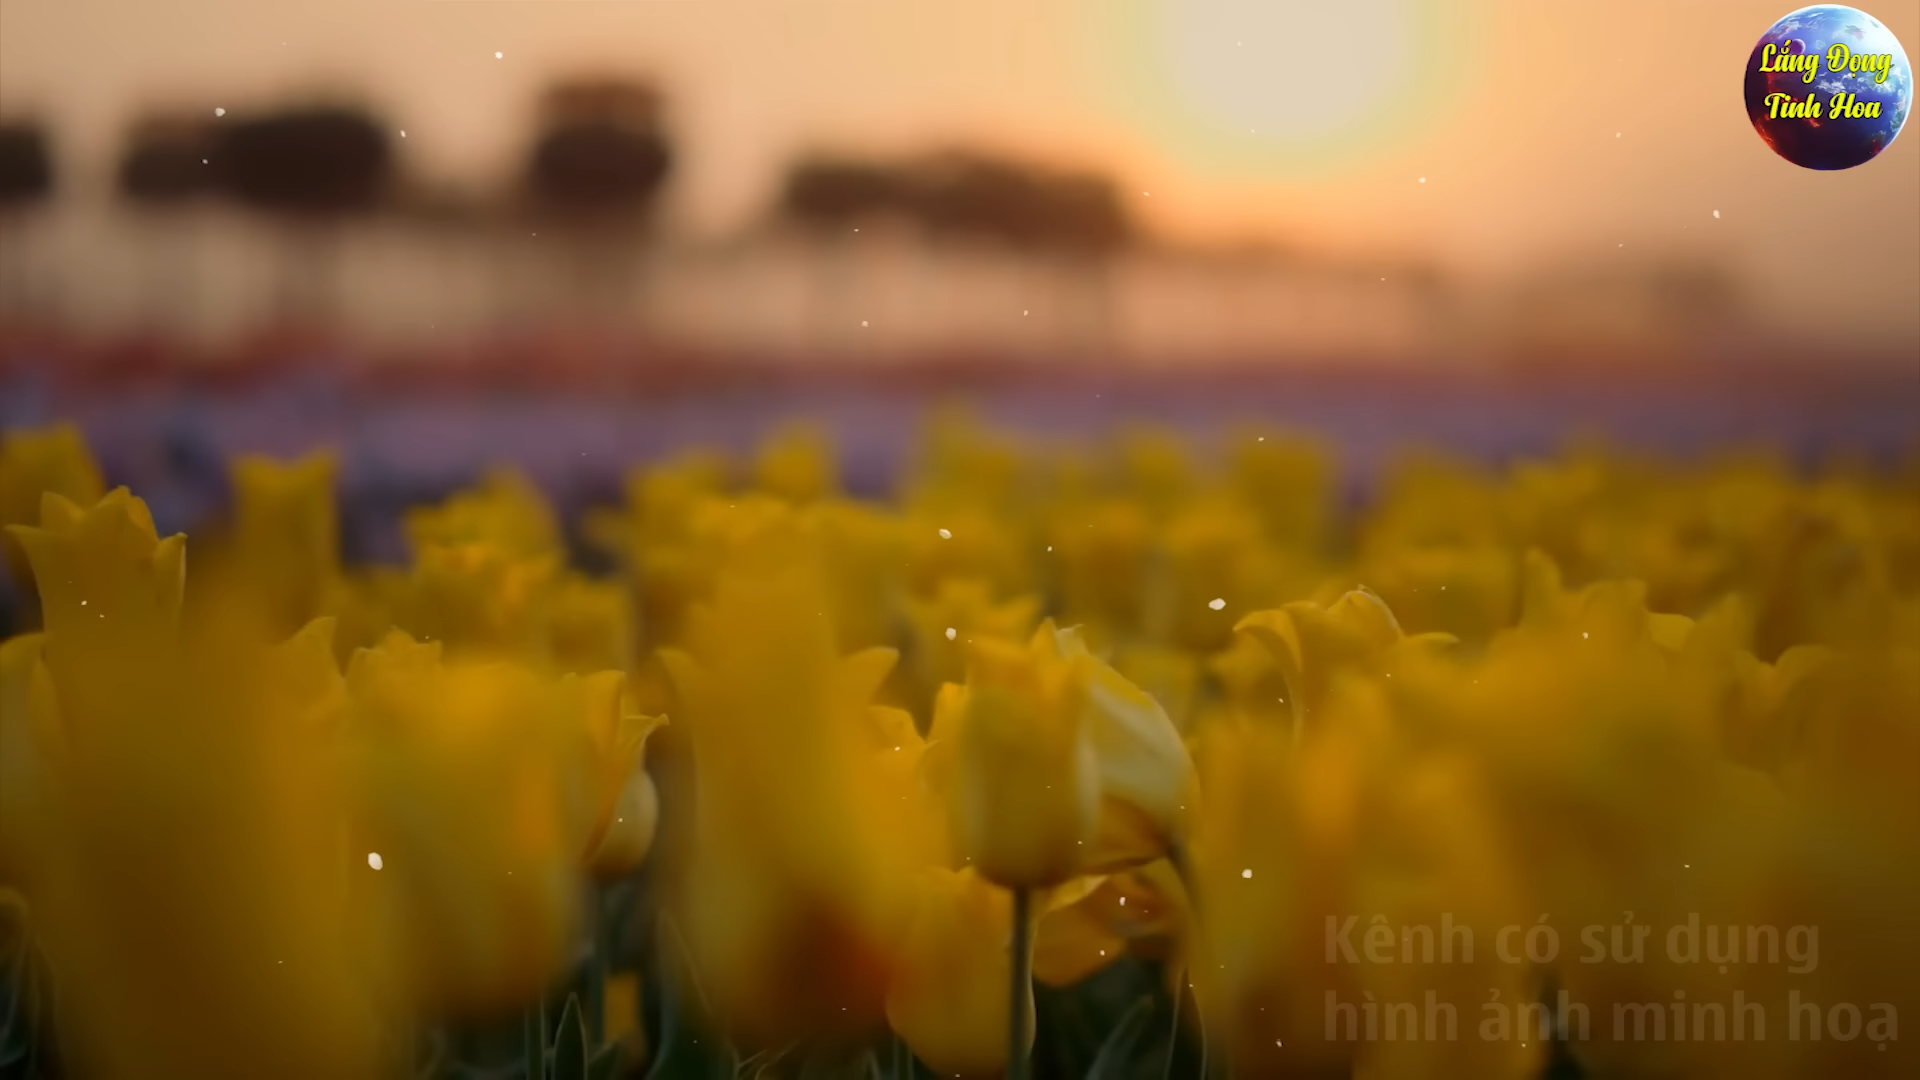 Lắng Đọng
Tinh Hoa
Kênh có sử dụng
hình ảnh minh hoạ